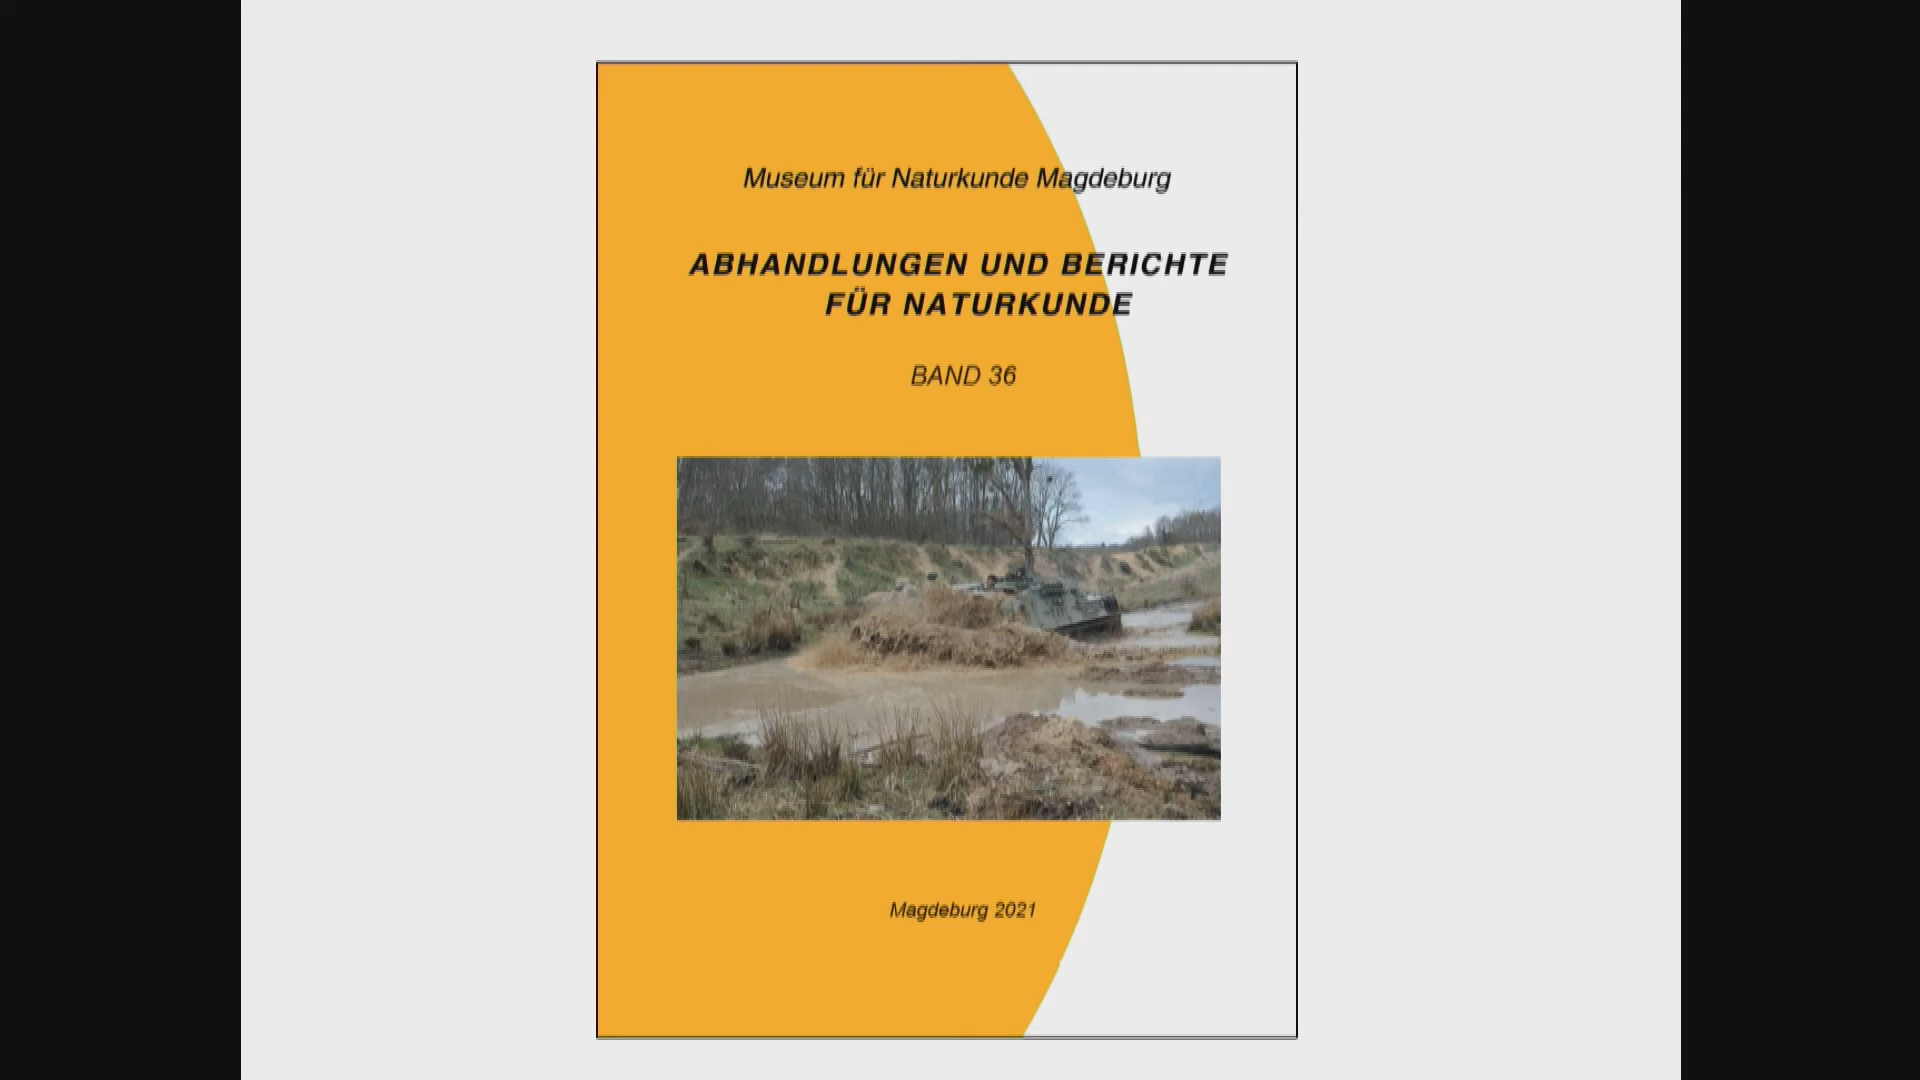 Museum für Naturkunde Magdeburg
ABHANDLUNGEN UND BERICHTE
FÜR NATURKUNDE
BAND 36
Magdeburg 2021